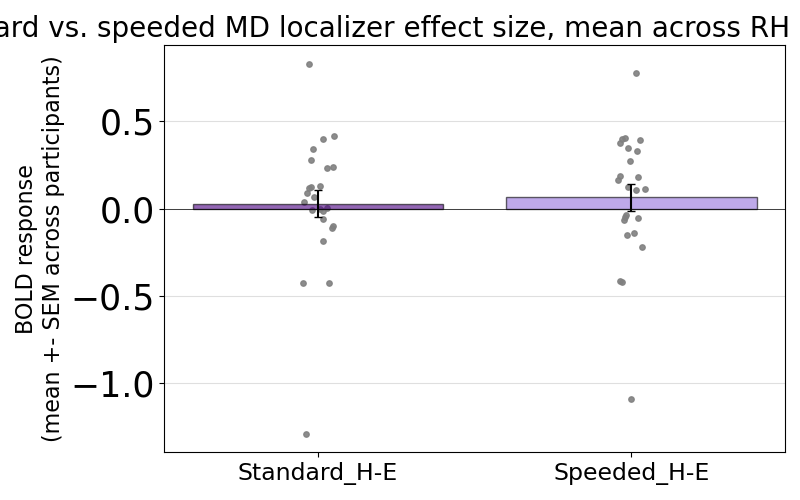 vs. speeded MD localizer effect size, mean across RH
BOLD response
(mean +- SEM across participants)
0.5
0.0
−0.5
−1.0
Standard_H-E
Speeded_H-E